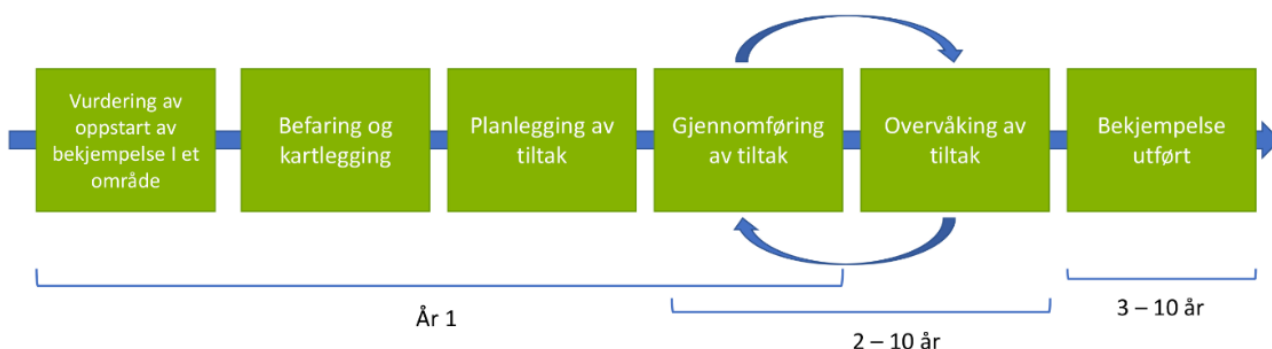 Vurdering av
oppstart av
bekjempelse I et
område
Befaring og
kartlegging
Planlegging av
tiltak
Gjennomføring
av tiltak
Overvåking av
tiltak
Bekjempelse
utført
År 1
2 – 10 år
3 – 10 år